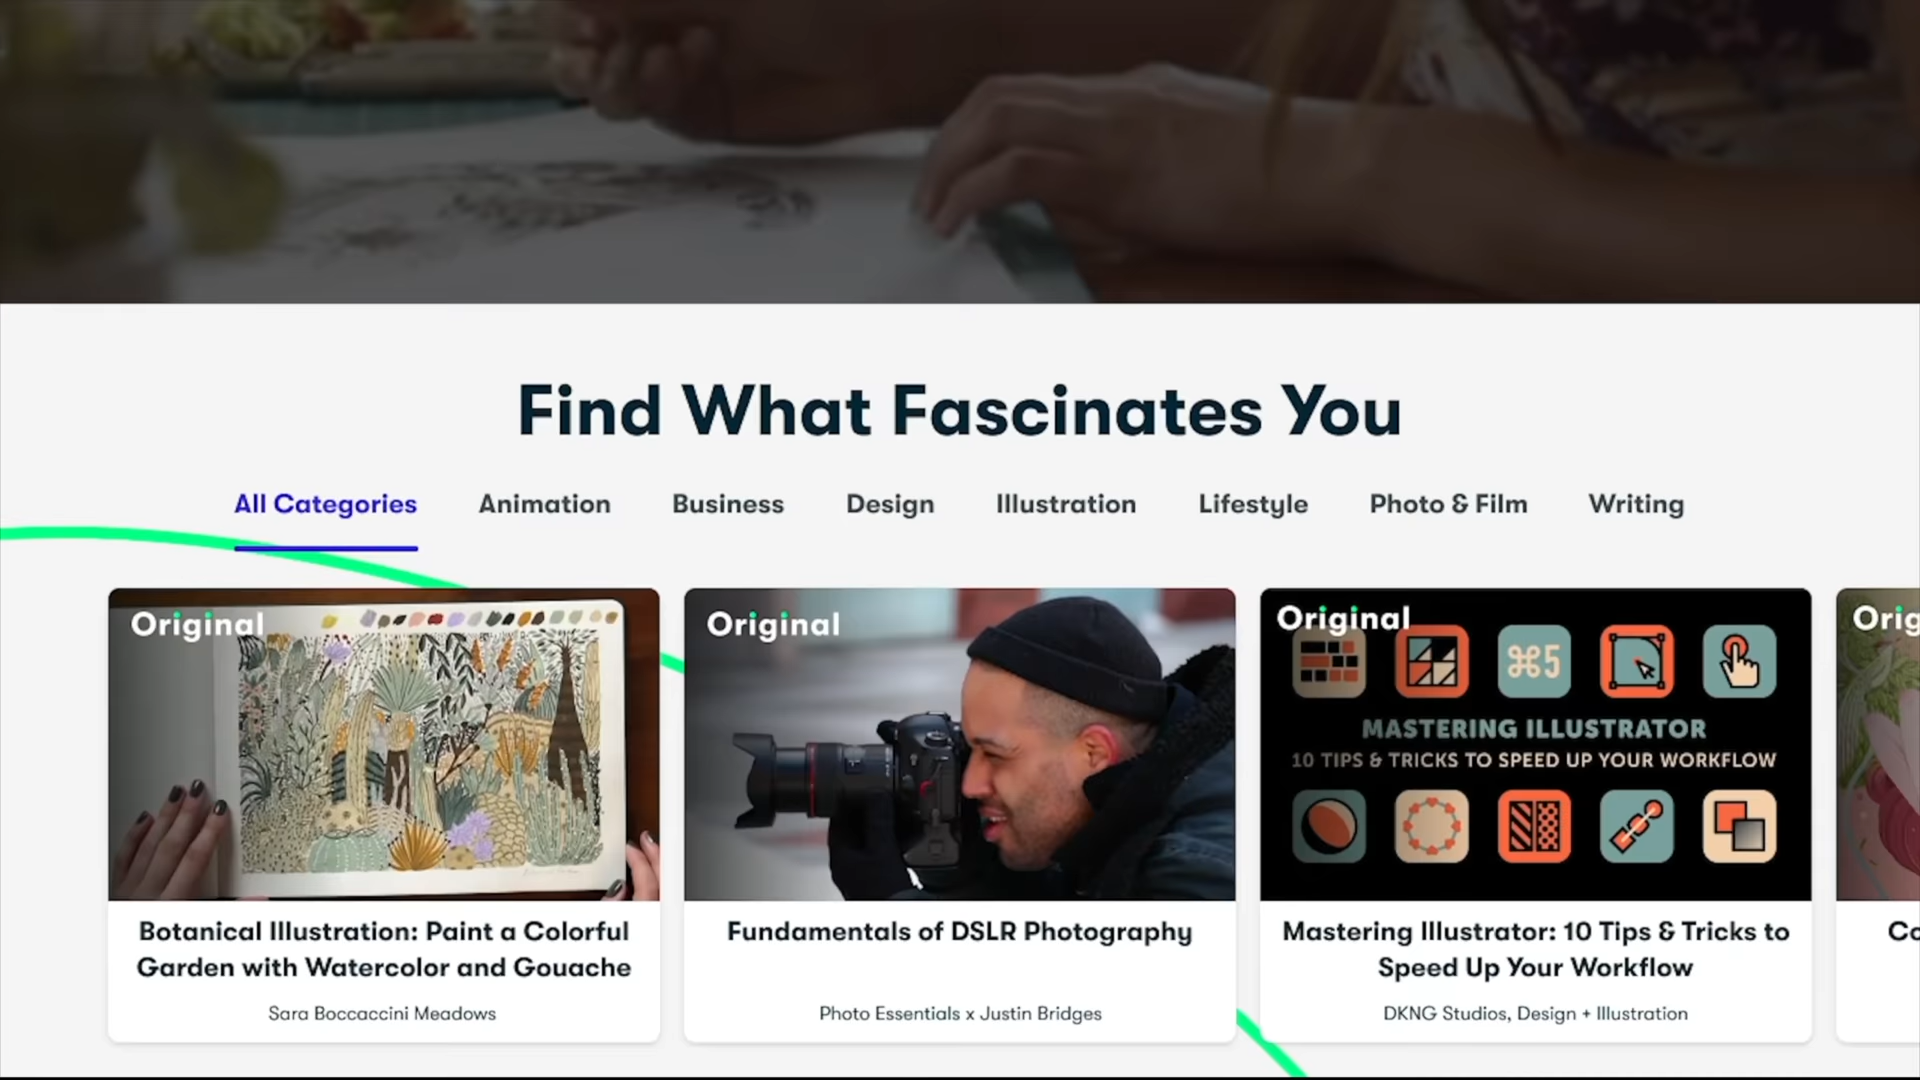 Find What Fascinates You
All Categories Animation Business Design Illustration Lifestyle Photo & Film Writing
Original
Botanical Illustration: Paint a Colorful
Garden with Watercolor and Gouache
Sara Boccaccini Meadows
Original
Fundamentals of DSLR Photography
Photo Essentials x Justin Bridges
Original
⌘5
MASTERING ILLUSTRATOR
10 TIPS & TRICKS TO SPEED UP YOUR WORKFLOW
Mastering Illustrator: 10 Tips & Tricks to
Speed Up Your Workflow
DKNG Studios, Design + Illustration
Orig
Co